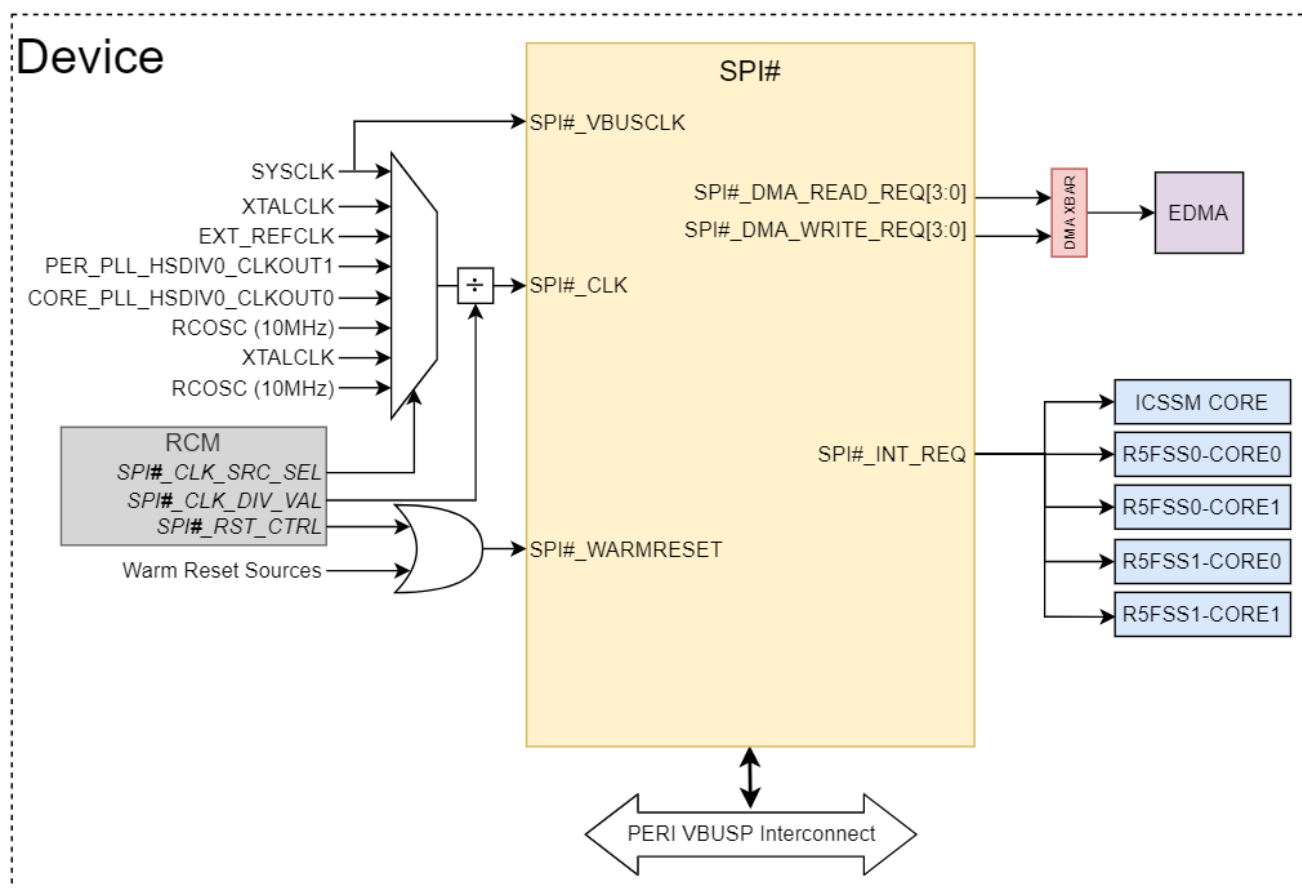 Device
SPI#
SPI#_VBUSCLK
SYSCLK
XTALCLK
EXT_REFCLK
PER_PLL_HSDIV0_CLKOUT1
CORE_PLL_HSDIV0_CLKOUT0
RCOSC (10MHz)
XTALCLK
RCOSC (10MHz)
÷
SPI#_CLK
RCM
SPI#_CLK_SRC_SEL
SPI#_CLK_DIV_VAL
SPI#_RST_CTRL
Warm Reset Sources
SPI#_WARMRESET
SPI#_DMA_READ_REQ[3:0]
SPI#_DMA_WRITE_REQ[3:0]
DMA XBAR
EDMA
SPI#_INT_REQ
ICSSM CORE
R5FSS0-CORE0
R5FSS0-CORE1
R5FSS1-CORE0
R5FSS1-CORE1
PERI VBUSP Interconnect